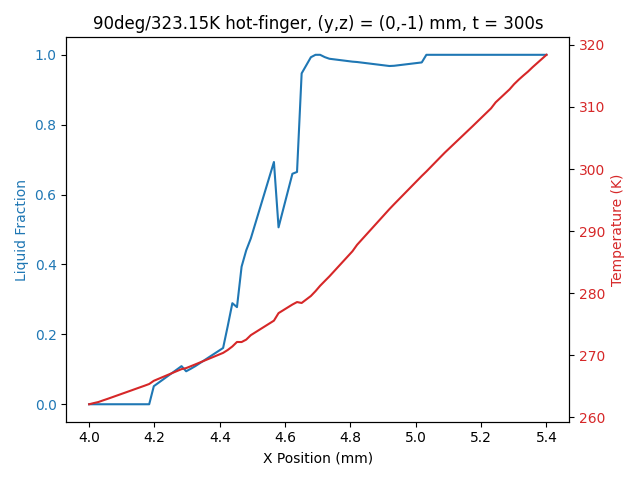 90deg/323.15K hot-finger, (y,z) = (0,-1) mm, t = 300s
Liquid Fraction
1.0
0.8
0.6
0.4
0.2
0.0
320
310
300
290
280
270
260
Temperature (K)
4.0 4.2 4.4 4.6 4.8 5.0 5.2 5.4
X Position (mm)